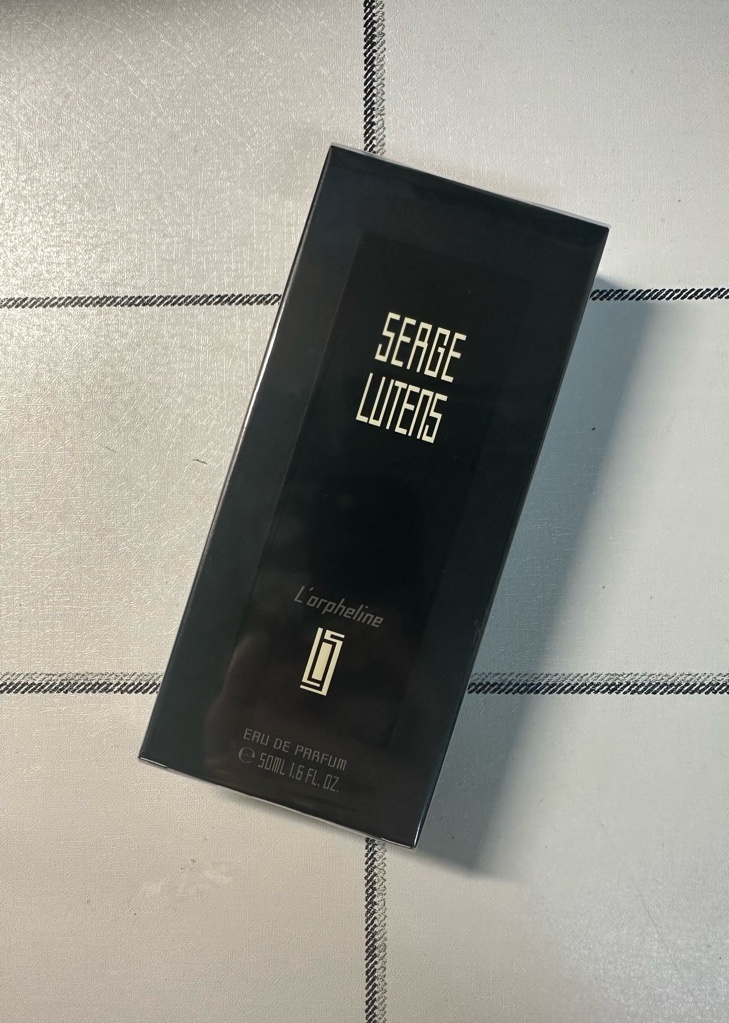 SERGE
LUTENS
L'orpheline
EAU DE PARFUM
℮ 50ML 1.6 FL. OZ.